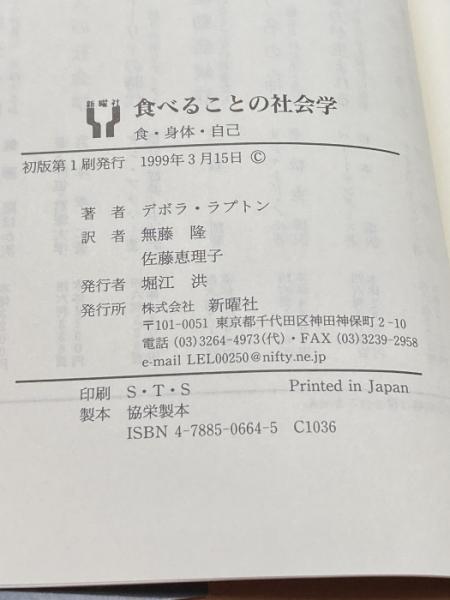 新曜社
食べることの社会学
食・身体・自己
初版第1刷発行 1999年3月15日 ©
著者 デボラ・ラプトン
訳者 無藤 隆
佐藤恵理子
発行者 堀江 洪
発行所 株式会社 新曜社
〒101-0051 東京都千代田区神田神保町2-10
電話 (03)3264-4973(代)・FAX (03)3239-2958
e-mail LEL00250@nifty.ne.jp
印刷 S・T・S Printed in Japan
製本 協栄製本
ISBN 4-7885-0664-5 C1036